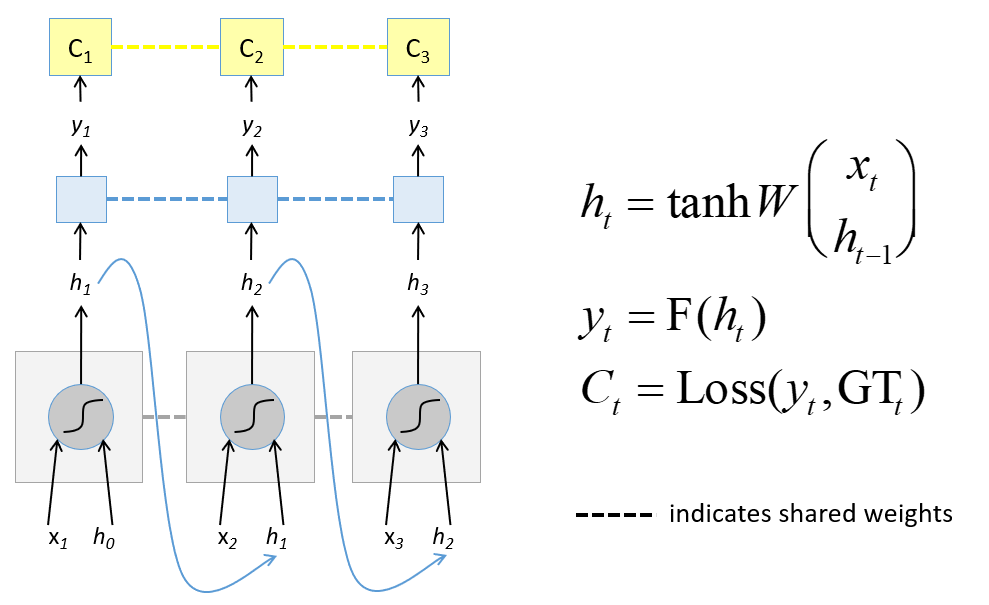 C₁ C₂ C₃
y₁ y₂ y₃
h₁ h₂ h₃
x₁ h₀ x₂ h₁ x₃ h₂
hₜ = tanh W (xₜ
hₜ₋₁)
yₜ = F(hₜ)
Cₜ = Loss(yₜ, GTₜ)
indicates shared weights